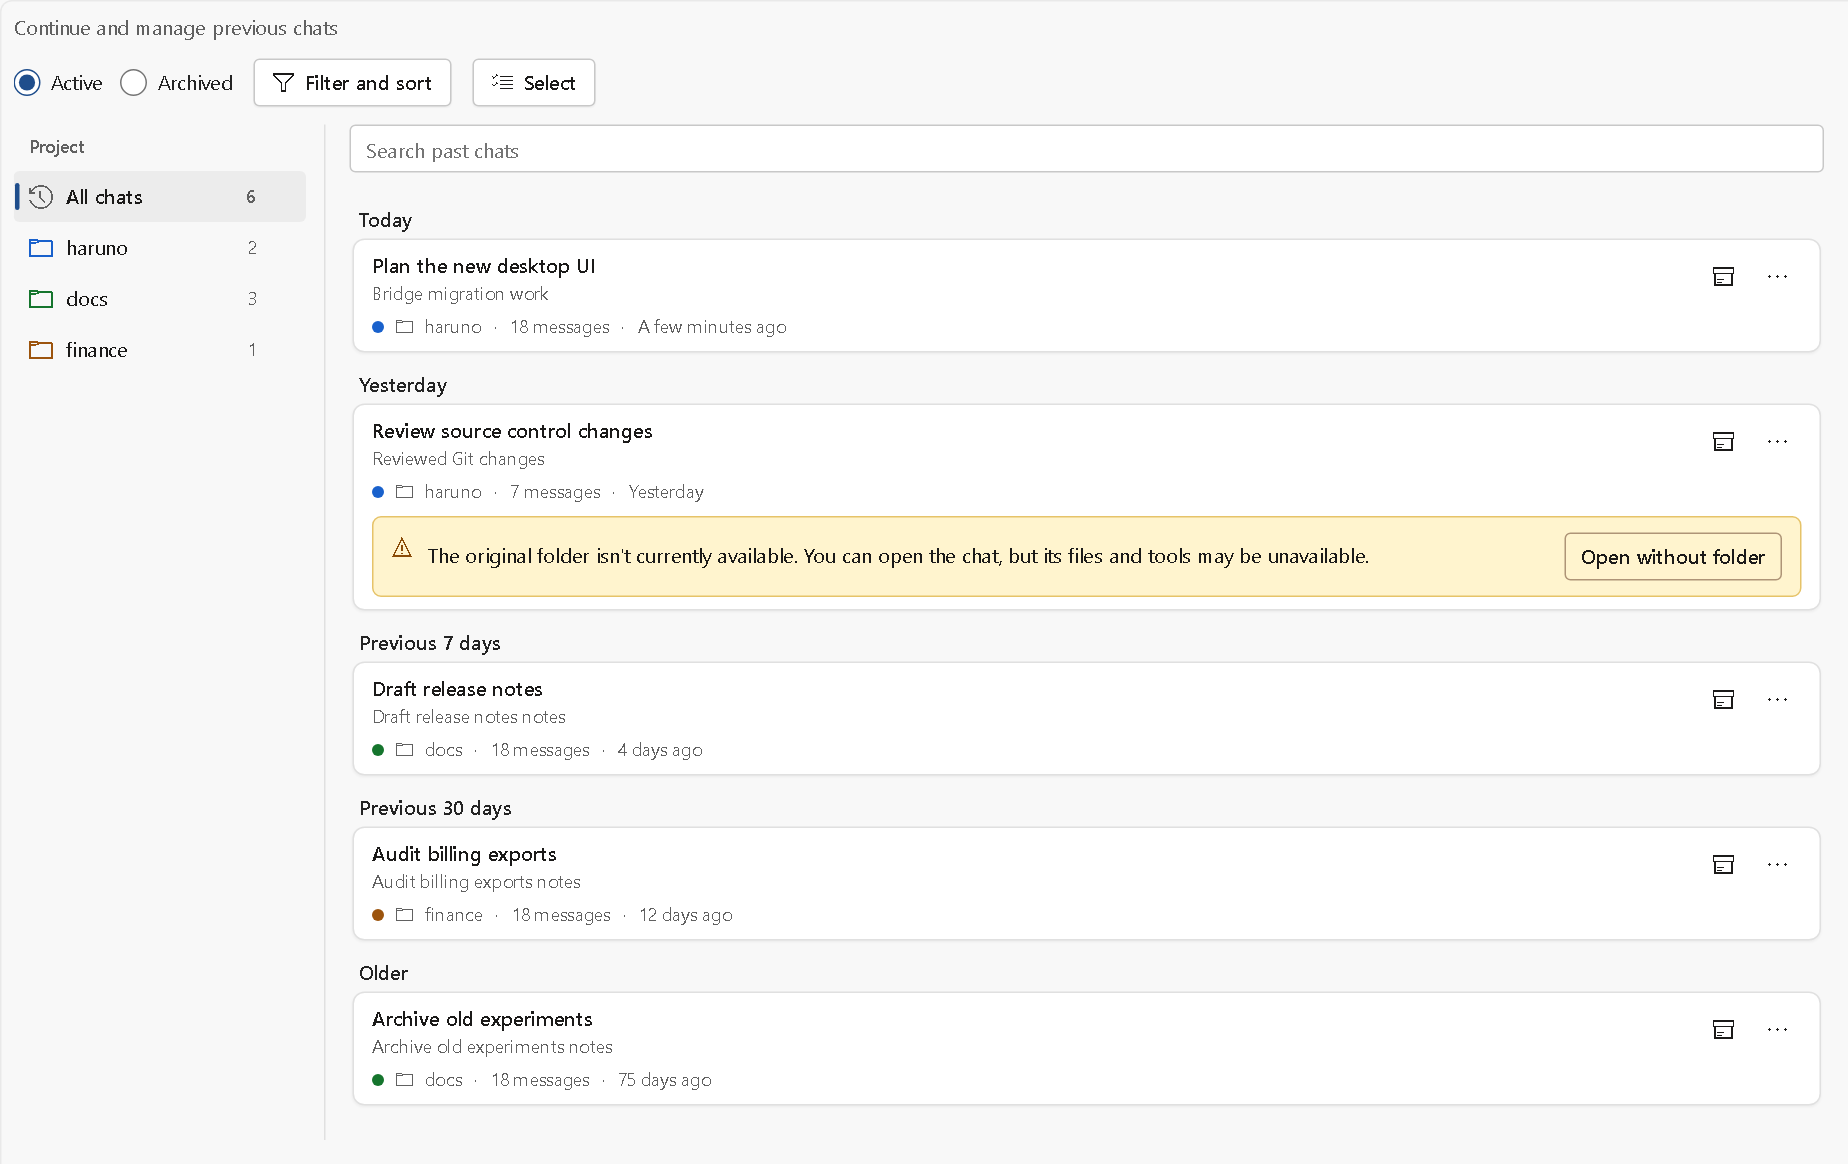 Continue and manage previous chats
Active
Archived
Filter and sort
Select
Project
All chats 6
haruno 2
docs 3
finance 1
Search past chats
Today
Plan the new desktop UI
Bridge migration work
haruno · 18 messages · A few minutes ago
Yesterday
Review source control changes
Reviewed Git changes
haruno · 7 messages · Yesterday
The original folder isn't currently available. You can open the chat, but its files and tools may be unavailable.
Open without folder
Previous 7 days
Draft release notes
Draft release notes notes
docs · 18 messages · 4 days ago
Previous 30 days
Audit billing exports
Audit billing exports notes
finance · 18 messages · 12 days ago
Older
Archive old experiments
Archive old experiments notes
docs · 18 messages · 75 days ago